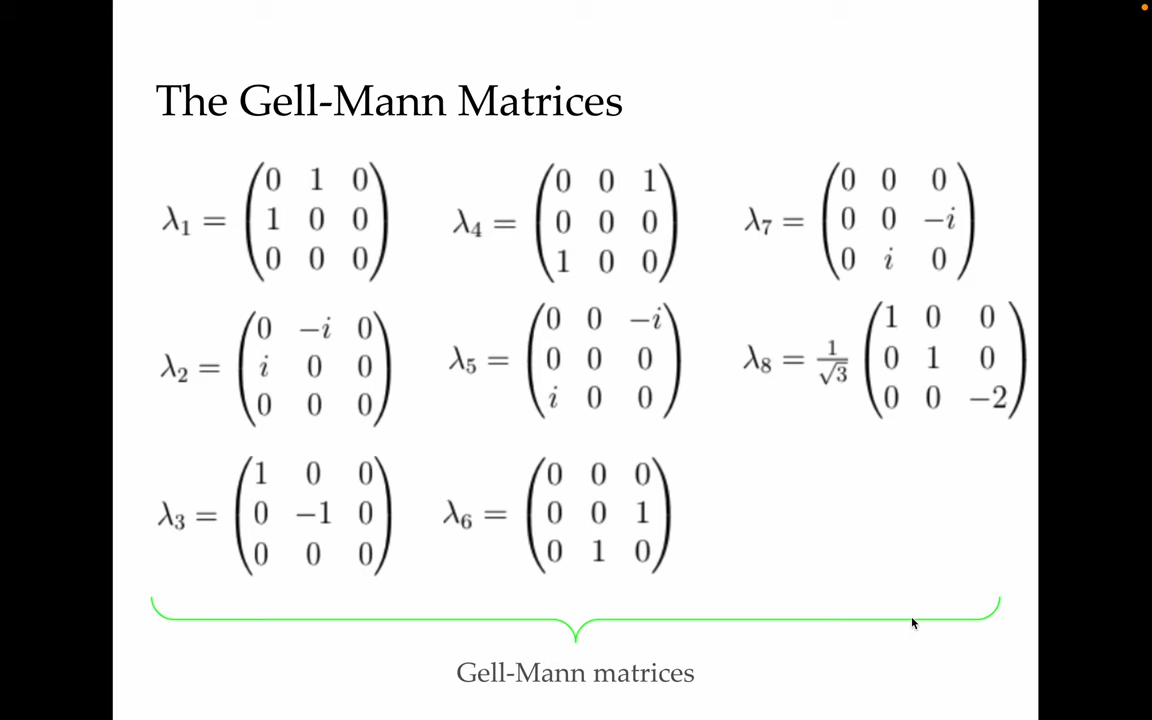 The Gell-Mann Matrices
λ₁ = (0 1 0
1 0 0
0 0 0)
λ₂ = (0 −i 0
i 0 0
0 0 0)
λ₃ = (1 0 0
0 −1 0
0 0 0)
λ₄ = (0 0 1
0 0 0
1 0 0)
λ₅ = (0 0 −i
0 0 0
i 0 0)
λ₆ = (0 0 0
0 0 1
0 1 0)
λ₇ = (0 0 0
0 0 −i
0 i 0)
λ₈ = 1/√3 (1 0 0
0 1 0
0 0 −2)
Gell-Mann matrices